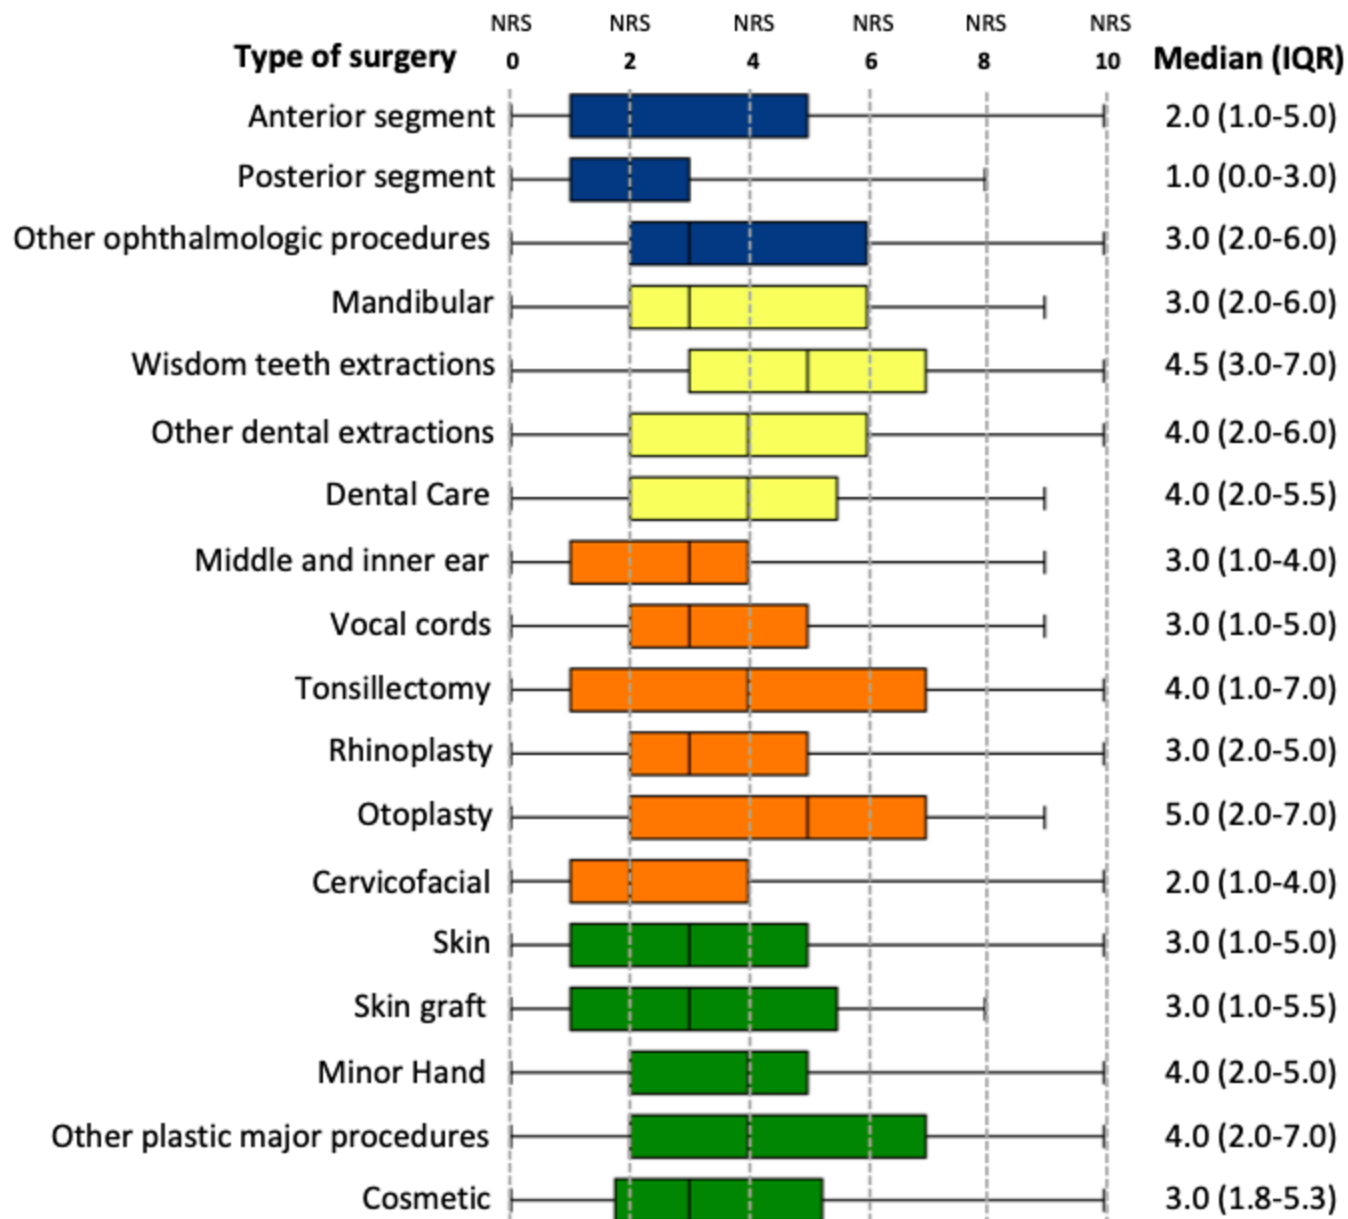 NRS NRS NRS NRS NRS NRS
Type of surgery 0 2 4 6 8 10 Median (IQR)
Anterior segment 2.0 (1.0-5.0)
Posterior segment 1.0 (0.0-3.0)
Other ophthalmologic procedures 3.0 (2.0-6.0)
Mandibular 3.0 (2.0-6.0)
Wisdom teeth extractions 4.5 (3.0-7.0)
Other dental extractions 4.0 (2.0-6.0)
Dental Care 4.0 (2.0-5.5)
Middle and inner ear 3.0 (1.0-4.0)
Vocal cords 3.0 (1.0-5.0)
Tonsillectomy 4.0 (1.0-7.0)
Rhinoplasty 3.0 (2.0-5.0)
Otoplasty 5.0 (2.0-7.0)
Cervicofacial 2.0 (1.0-4.0)
Skin 3.0 (1.0-5.0)
Skin graft 3.0 (1.0-5.5)
Minor Hand 4.0 (2.0-5.0)
Other plastic major procedures 4.0 (2.0-7.0)
Cosmetic 3.0 (1.8-5.3)